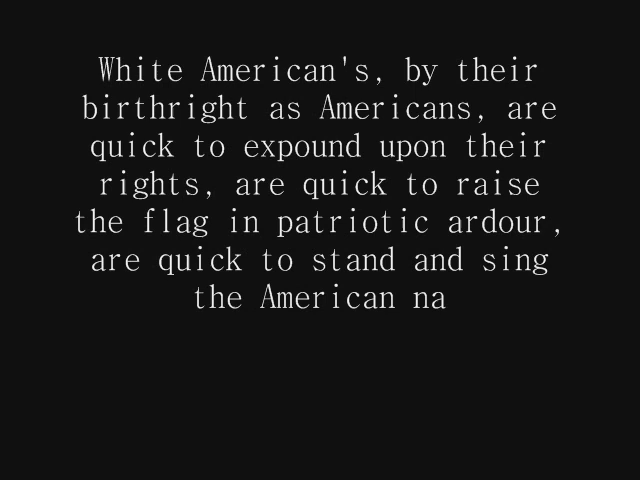 White American's, by their
birthright as Americans, are
quick to expound upon their
rights, are quick to raise
the flag in patriotic ardour,
are quick to stand and sing
the American na